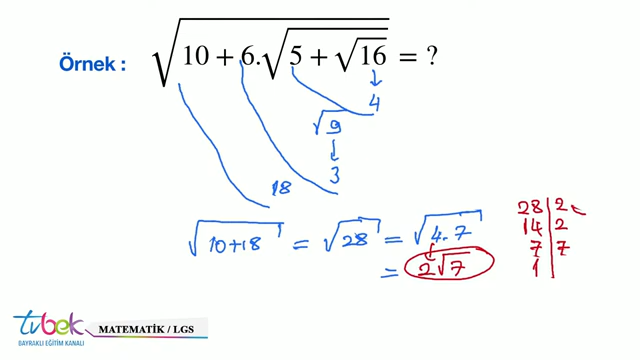 Örnek : √(10 + 6.√(5 + √16)) = ?
4
√9
3
18
√(10+18) = √28 = √(4.7)
= 2√7
28 | 2
14 | 2
7 | 7
1
tvbek
BAYRAKLI EĞİTİM KANALI
MATEMATİK / LGS